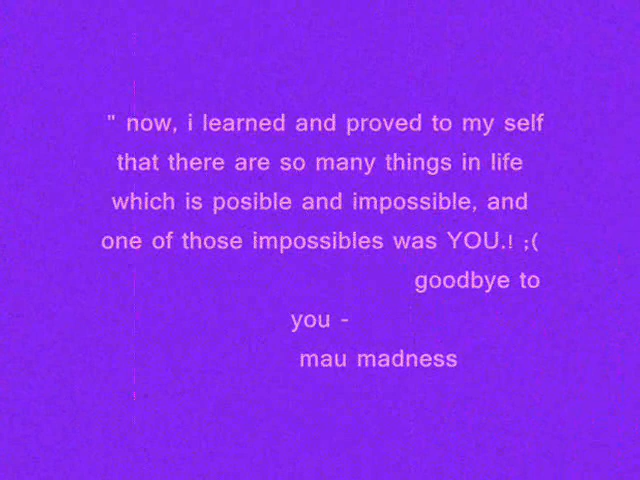 " now, i learned and proved to my self
that there are so many things in life
which is posible and impossible, and
one of those impossibles was YOU.! ;(
goodbye to
you -
mau madness